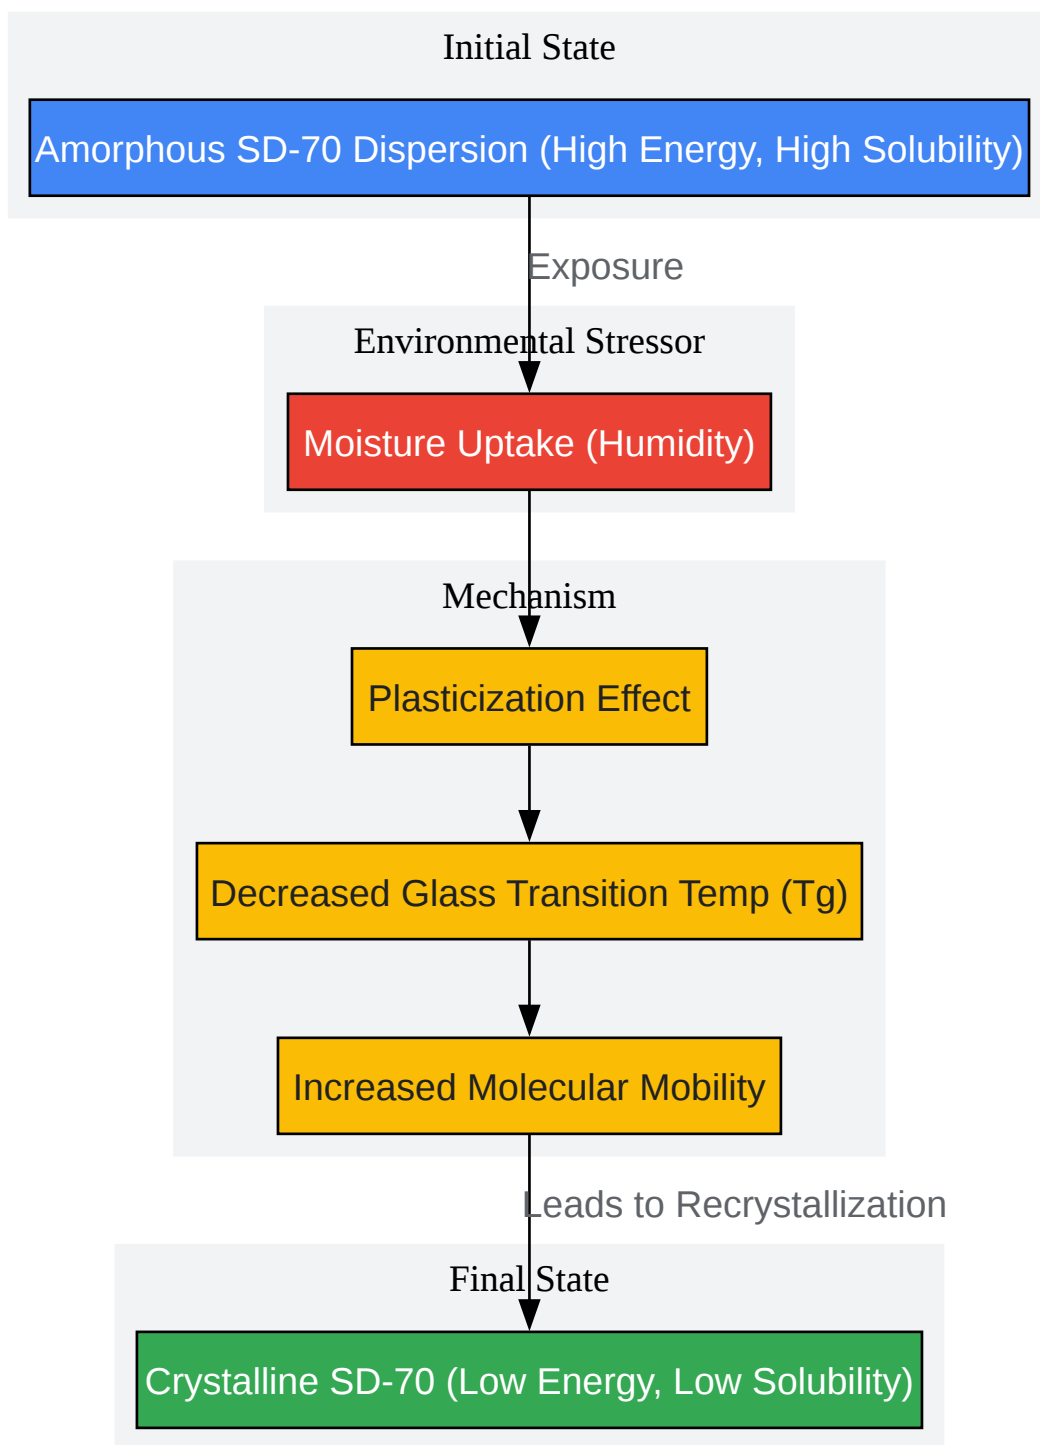 Initial State
Amorphous SD-70 Dispersion (High Energy, High Solubility)
Exposure
Environmental Stressor
Moisture Uptake (Humidity)
Mechanism
Plasticization Effect
Decreased Glass Transition Temp (Tg)
Increased Molecular Mobility
Leads to Recrystallization
Final State
Crystalline SD-70 (Low Energy, Low Solubility)